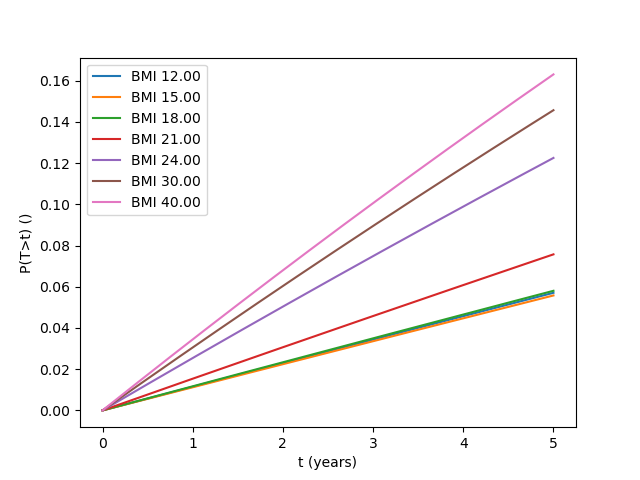 BMI 12.00
BMI 15.00
BMI 18.00
BMI 21.00
BMI 24.00
BMI 30.00
BMI 40.00
0.16
0.14
0.12
0.10
0.08
0.06
0.04
0.02
0.00
P(T>t) ()
0 1 2 3 4 5
t (years)